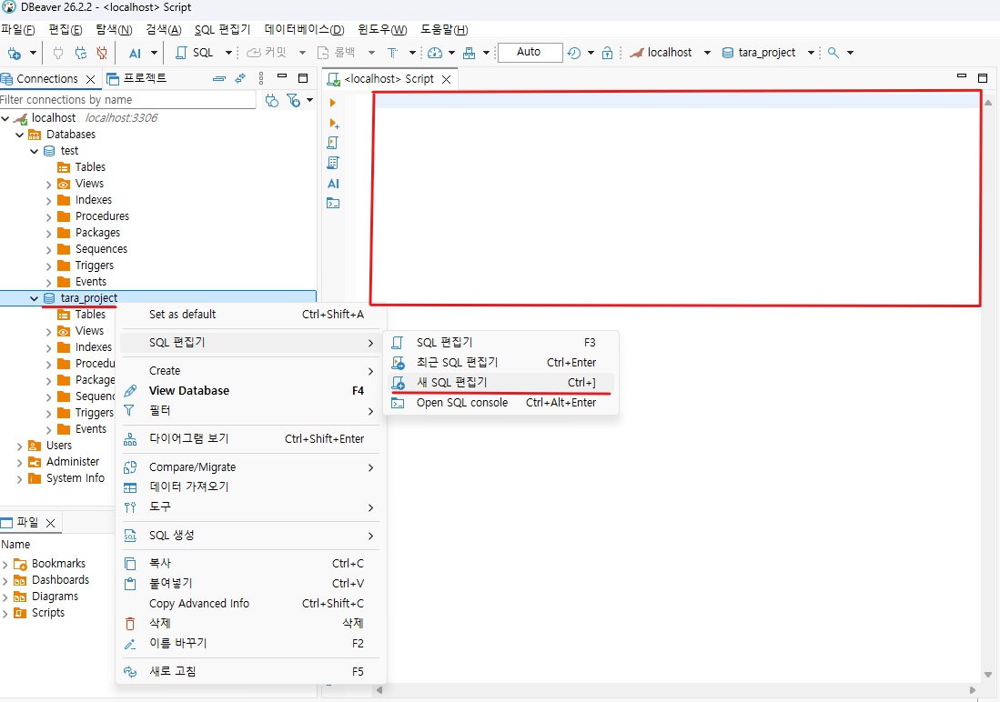 DBeaver 26.2.2 - <localhost> Script
파일(F) 편집(E) 탐색(N) 검색(A) SQL 편집기 데이터베이스(D) 윈도우(W) 도움말(H)
AI SQL 커밋 롤백 T Auto localhost tara_project
Connections 프로젝트
<localhost> Script
Filter connections by name
localhost localhost:3306
Databases
test
Tables
Views
Indexes
Procedures
Packages
Sequences
Triggers
Events
tara_project
Tables
Views
Indexes
Procedu
Package
Sequenc
Triggers
Events
Users
Administer
System Info
AI
Set as default Ctrl+Shift+A
SQL 편집기
Create
View Database F4
필터
다이어그램 보기 Ctrl+Shift+Enter
Compare/Migrate
데이터 가져오기
도구
SQL 생성
복사 Ctrl+C
붙여넣기 Ctrl+V
Copy Advanced Info Ctrl+Shift+C
삭제 삭제
이름 바꾸기 F2
새로 고침 F5
SQL 편집기 F3
최근 SQL 편집기 Ctrl+Enter
새 SQL 편집기 Ctrl+]
Open SQL console Ctrl+Alt+Enter
파일
Name
Bookmarks
Dashboards
Diagrams
Scripts